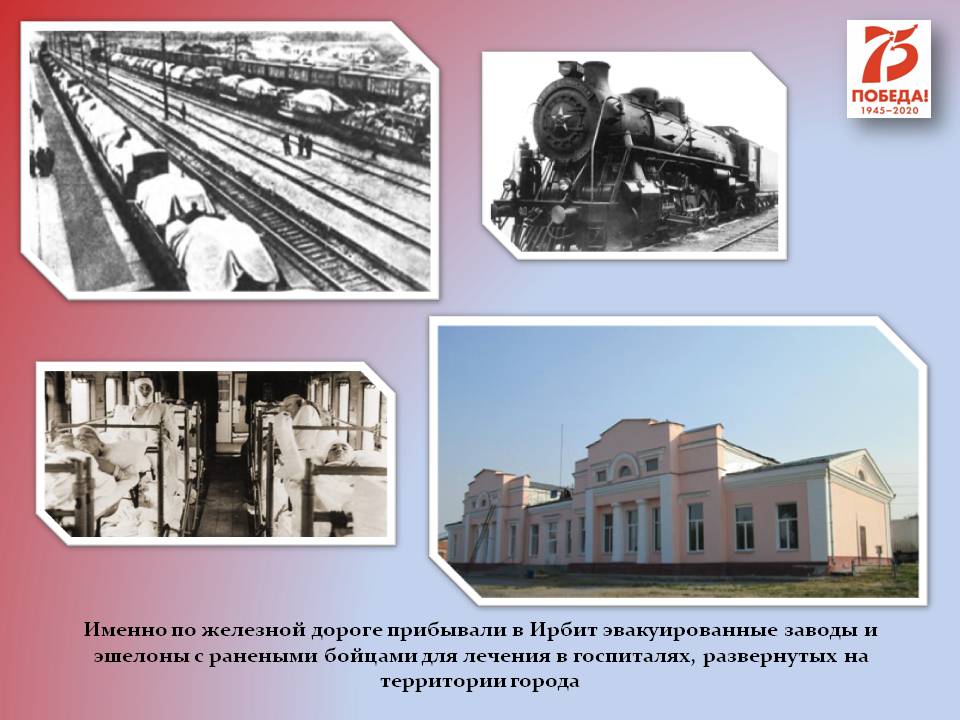 75
ПОБЕДА!
1945–2020
Именно по железной дороге прибывали в Ирбит эвакуированные заводы и
эшелоны с ранеными бойцами для лечения в госпиталях, развернутых на
территории города